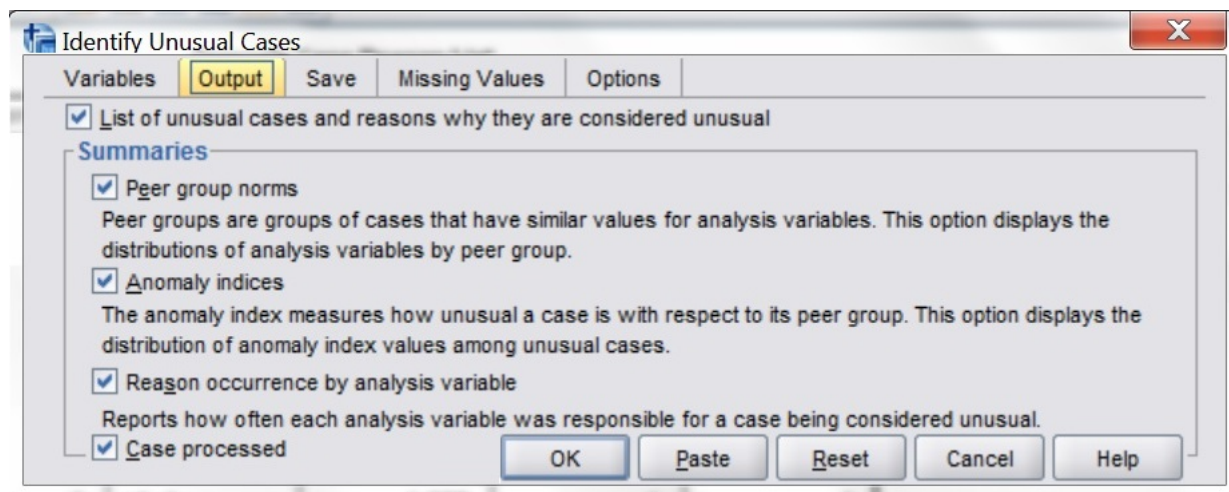 Identify Unusual Cases
Variables Output Save Missing Values Options
List of unusual cases and reasons why they are considered unusual
Summaries
Peer group norms
Peer groups are groups of cases that have similar values for analysis variables. This option displays the
distributions of analysis variables by peer group.
Anomaly indices
The anomaly index measures how unusual a case is with respect to its peer group. This option displays the
distribution of anomaly index values among unusual cases.
Reason occurrence by analysis variable
Reports how often each analysis variable was responsible for a case being considered unusual.
Case processed
OK Paste Reset Cancel Help